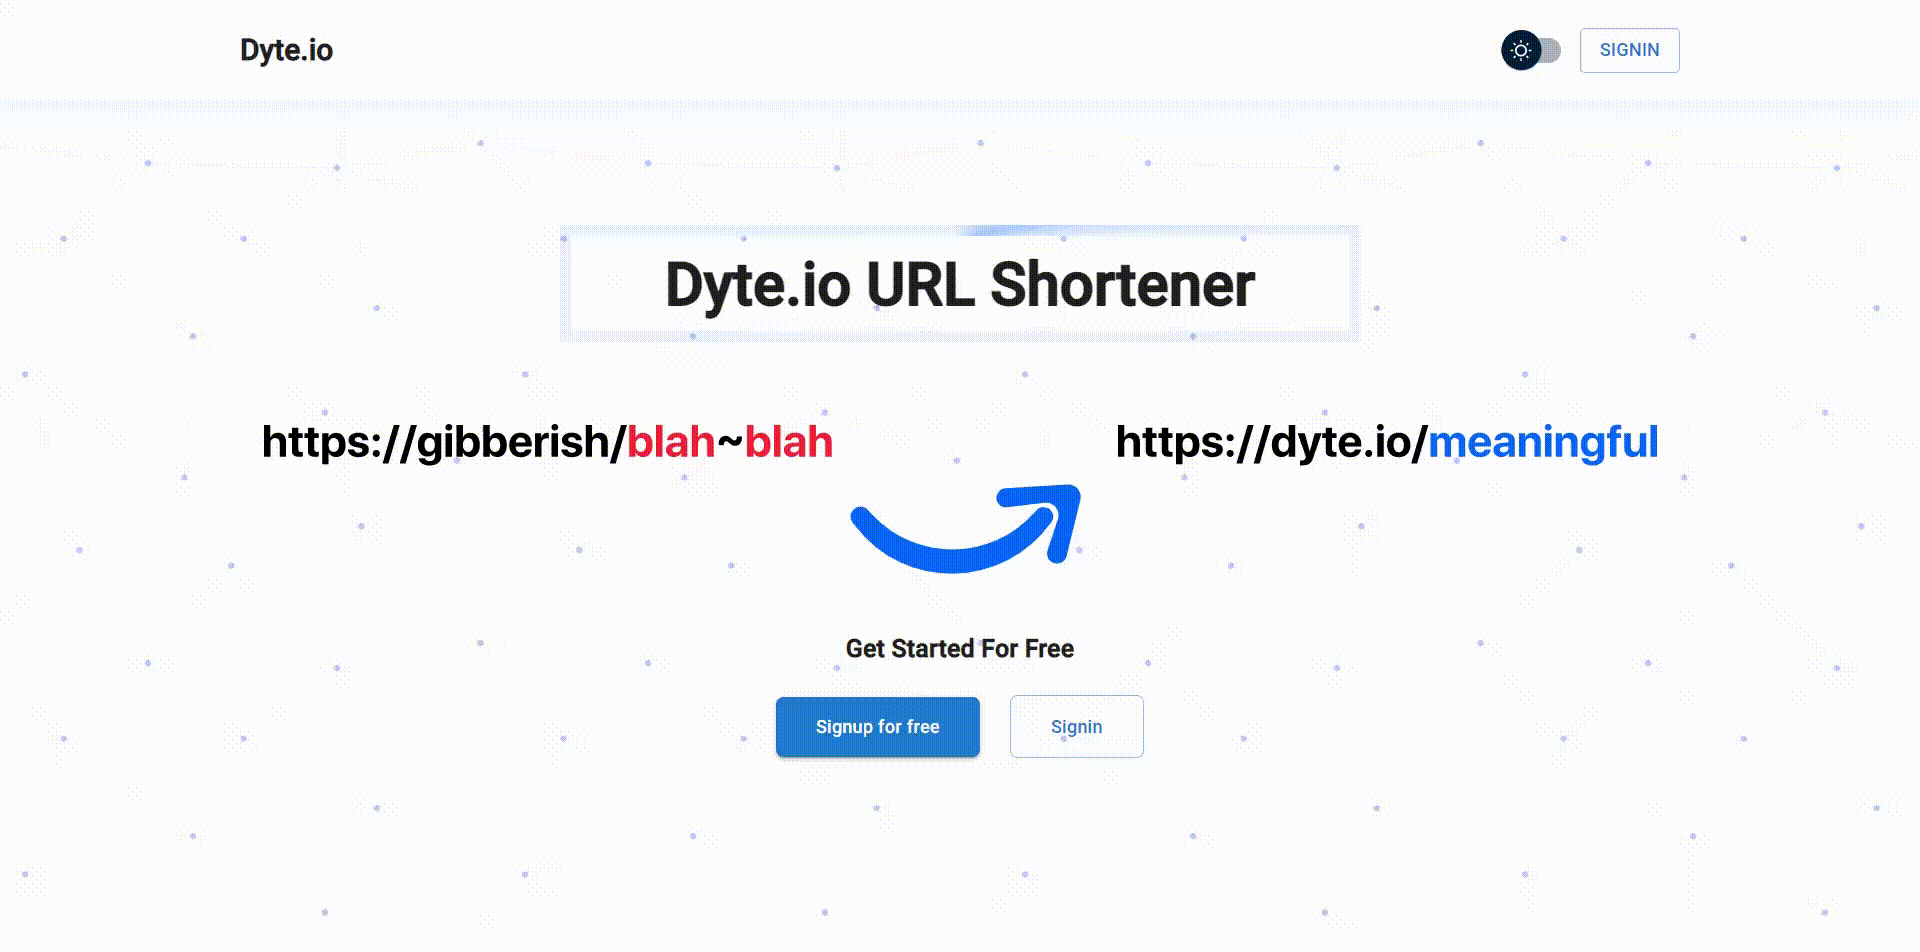 Dyte.io
SIGNIN
Dyte.io URL Shortener
https://gibberish/blah~blah
https://dyte.io/meaningful
Get Started For Free
Signup for free
Signin